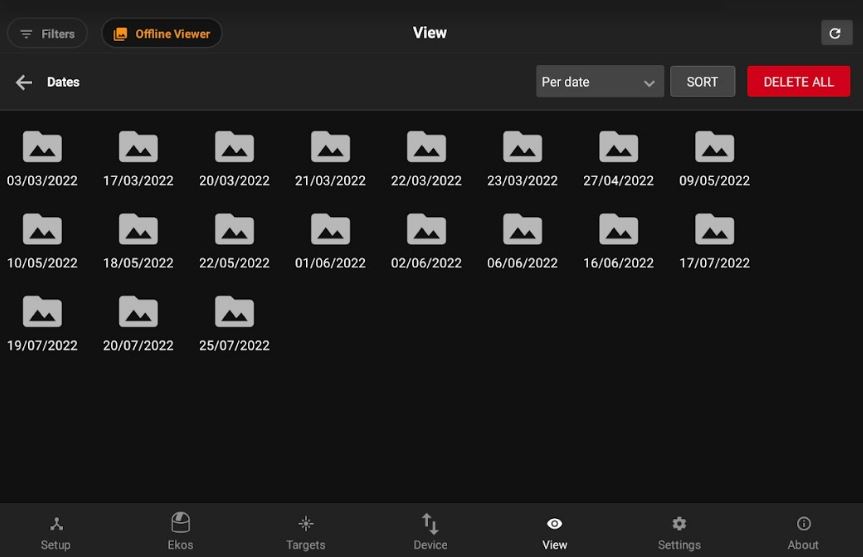 Filters
Offline Viewer
View
Dates
Per date
SORT
DELETE ALL
03/03/2022 17/03/2022 20/03/2022 21/03/2022 22/03/2022 23/03/2022 27/04/2022 09/05/2022
10/05/2022 18/05/2022 22/05/2022 01/06/2022 02/06/2022 06/06/2022 16/06/2022 17/07/2022
19/07/2022 20/07/2022 25/07/2022
Setup Ekos Targets Device View Settings About